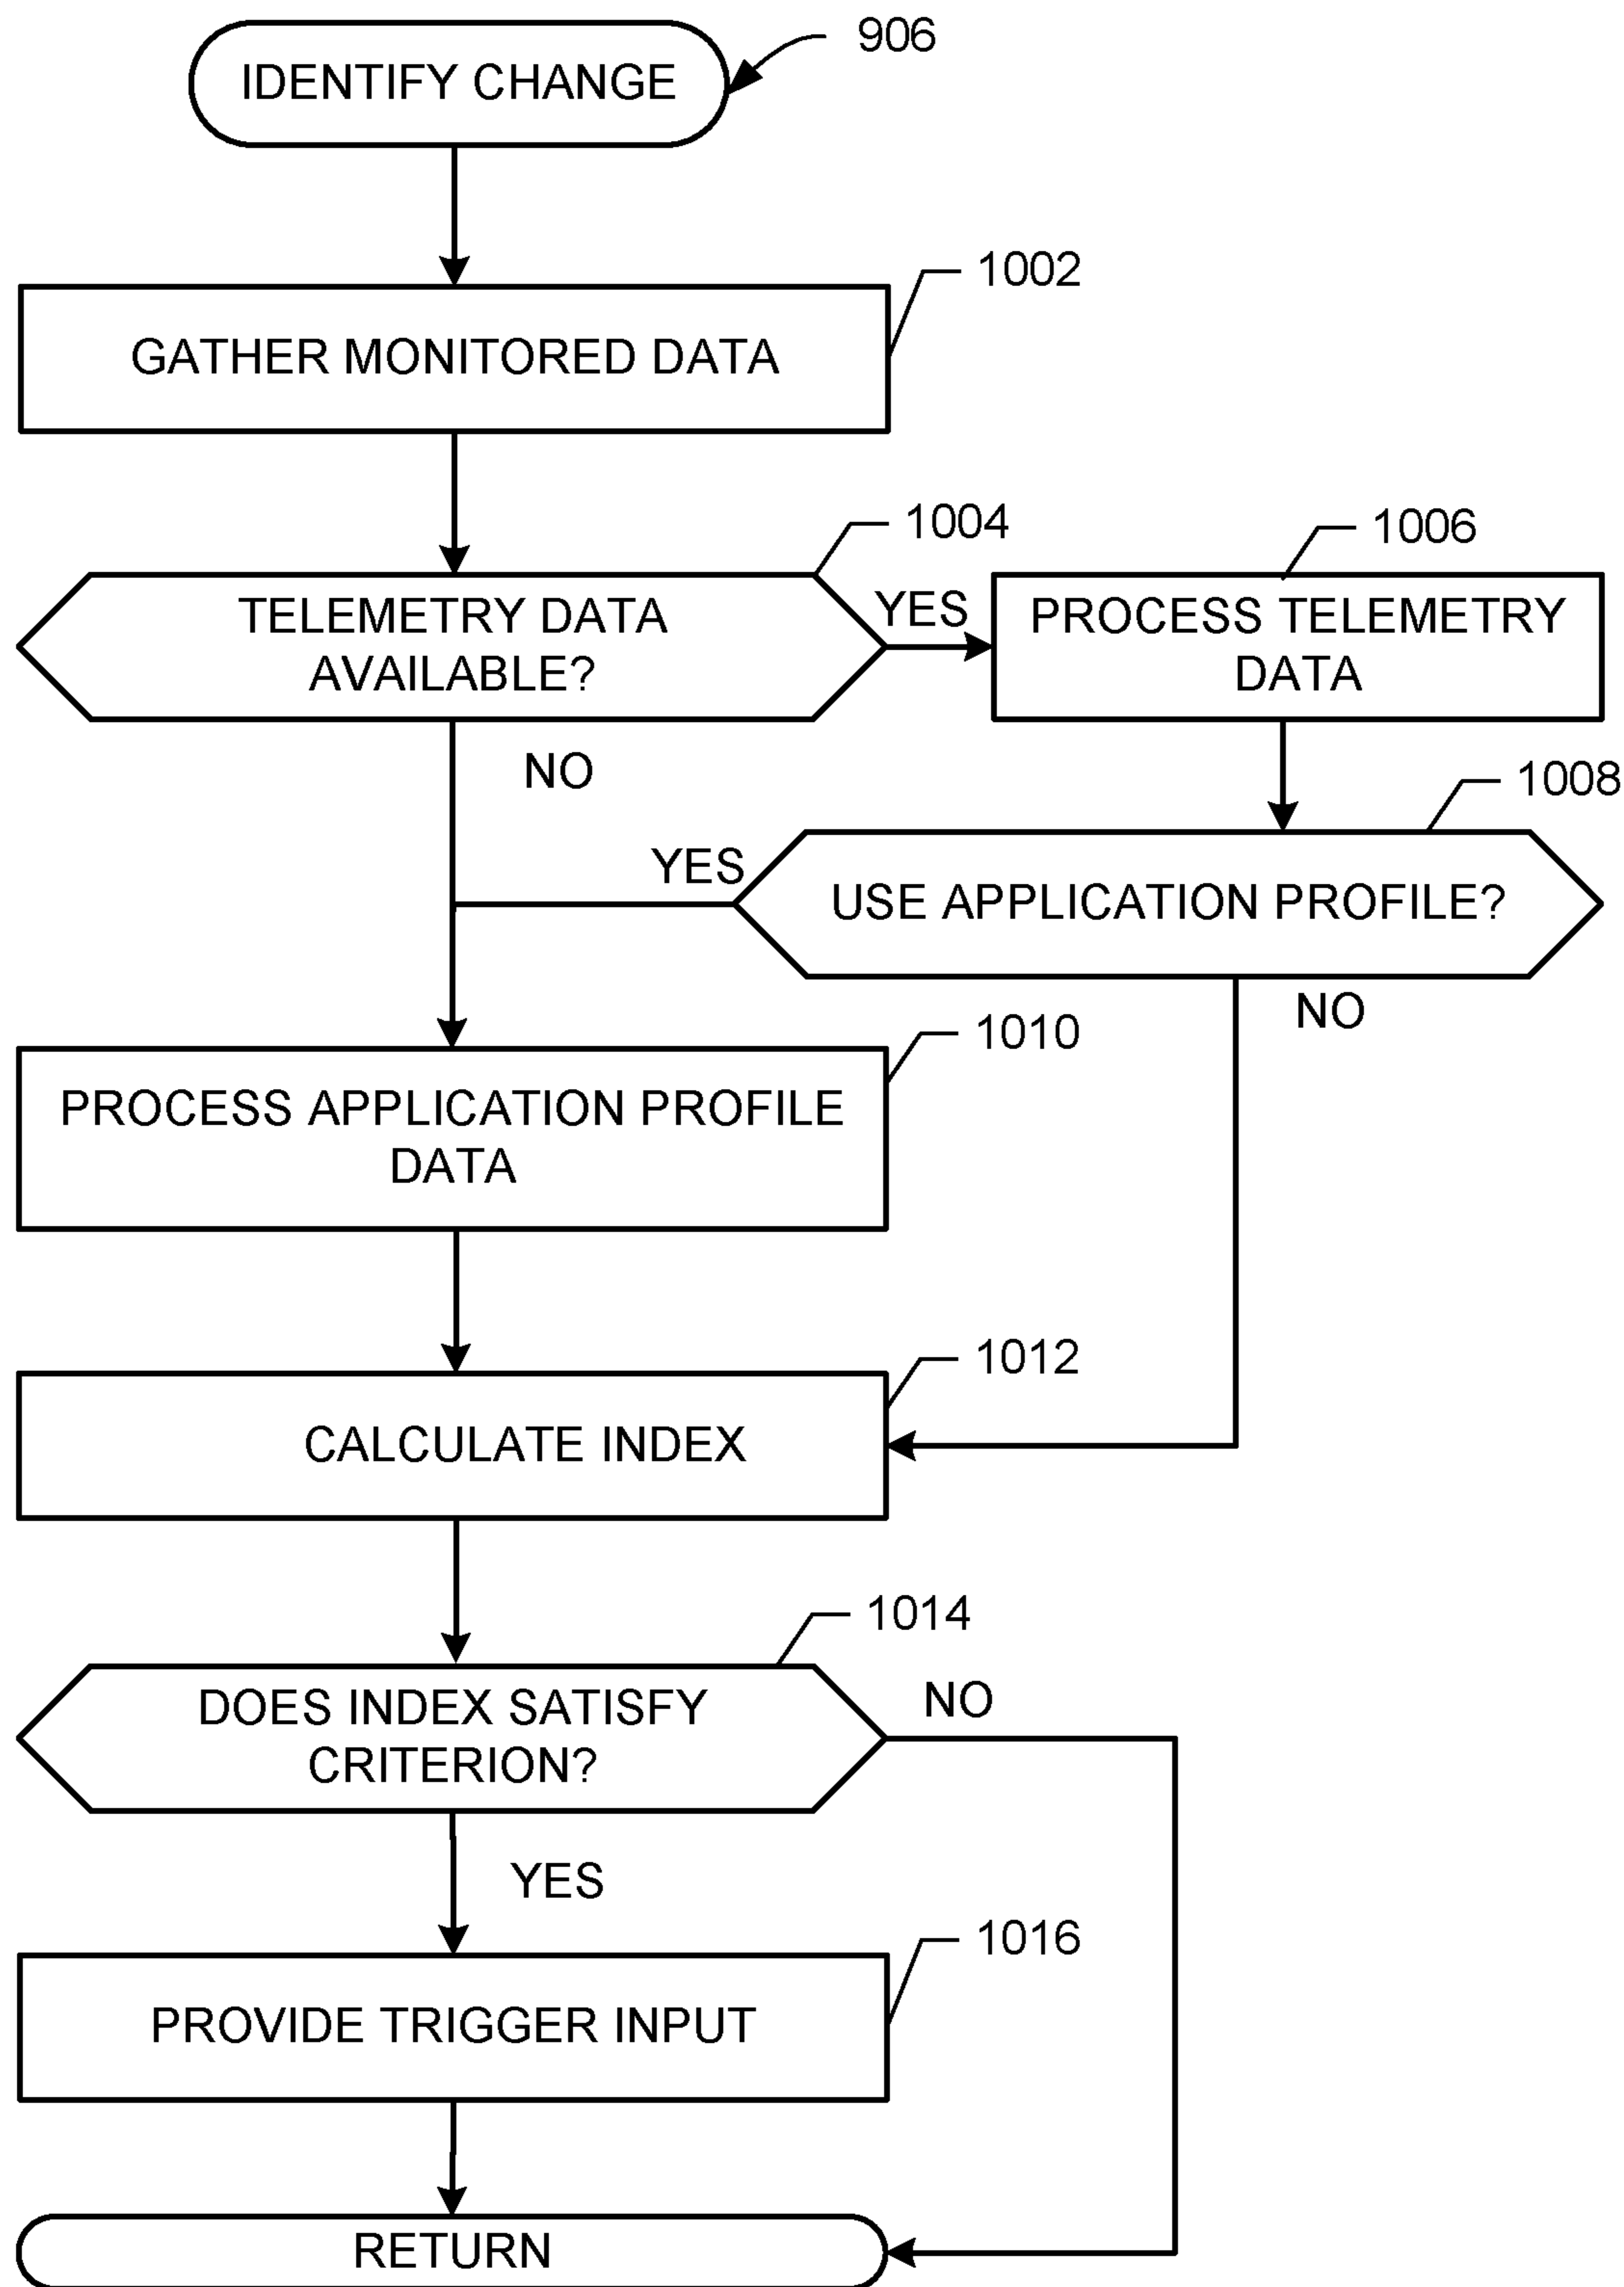 906
IDENTIFY CHANGE
1002
GATHER MONITORED DATA
1004
1006
TELEMETRY DATA
AVAILABLE?
YES
PROCESS TELEMETRY
DATA
NO
1008
YES
USE APPLICATION PROFILE?
NO
1010
PROCESS APPLICATION PROFILE
DATA
1012
CALCULATE INDEX
1014
DOES INDEX SATISFY
CRITERION?
NO
YES
1016
PROVIDE TRIGGER INPUT
RETURN